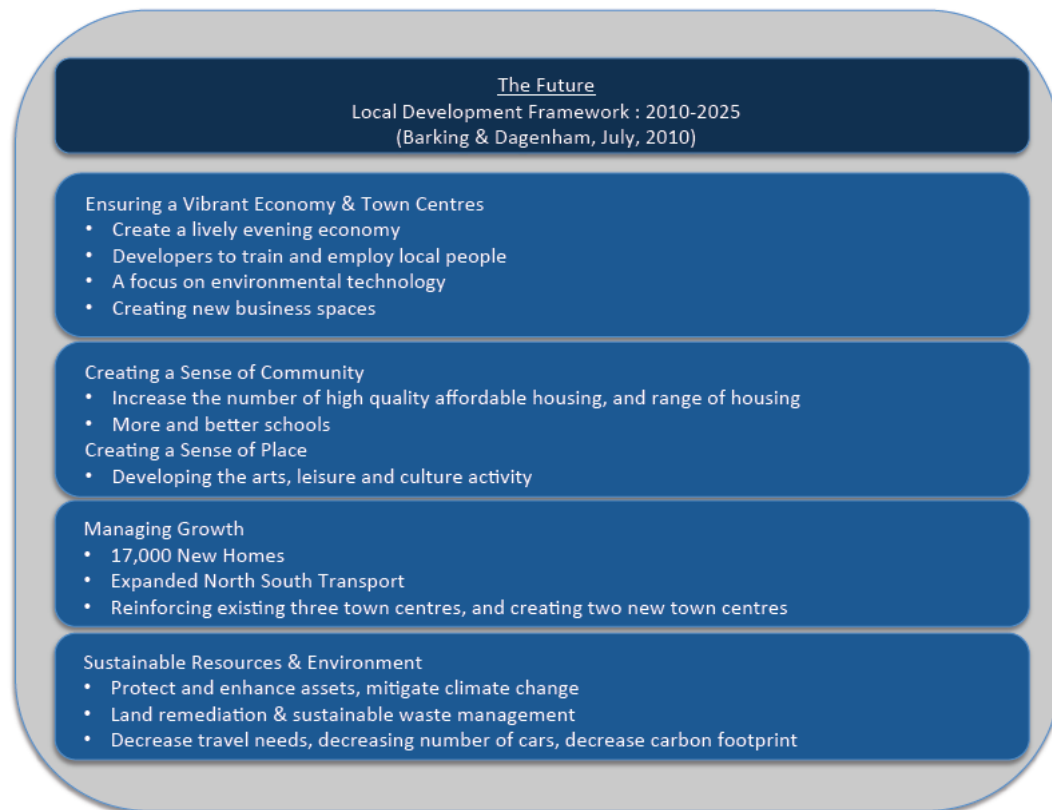 The Future
Local Development Framework : 2010-2025
(Barking & Dagenham, July, 2010)
Ensuring a Vibrant Economy & Town Centres
• Create a lively evening economy
• Developers to train and employ local people
• A focus on environmental technology
• Creating new business spaces
Creating a Sense of Community
• Increase the number of high quality affordable housing, and range of housing
• More and better schools
Creating a Sense of Place
• Developing the arts, leisure and culture activity
Managing Growth
• 17,000 New Homes
• Expanded North South Transport
• Reinforcing existing three town centres, and creating two new town centres
Sustainable Resources & Environment
• Protect and enhance assets, mitigate climate change
• Land remediation & sustainable waste management
• Decrease travel needs, decreasing number of cars, decrease carbon footprint